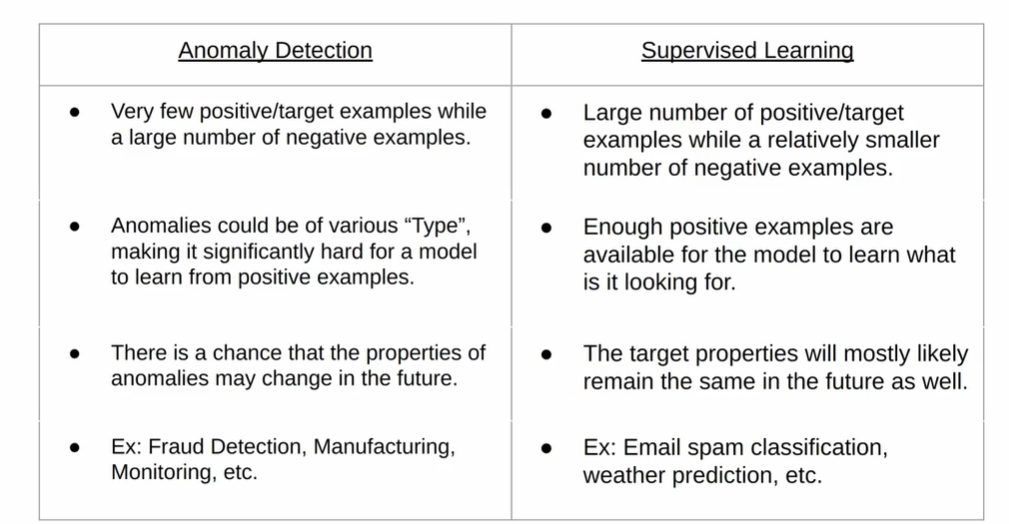 Anomaly Detection
Supervised Learning
● Very few positive/target examples while
a large number of negative examples.
● Large number of positive/target
examples while a relatively smaller
number of negative examples.
● Anomalies could be of various “Type”,
making it significantly hard for a model
to learn from positive examples.
● Enough positive examples are
available for the model to learn what
is it looking for.
● There is a chance that the properties of
anomalies may change in the future.
● The target properties will mostly likely
remain the same in the future as well.
● Ex: Fraud Detection, Manufacturing,
Monitoring, etc.
● Ex: Email spam classification,
weather prediction, etc.